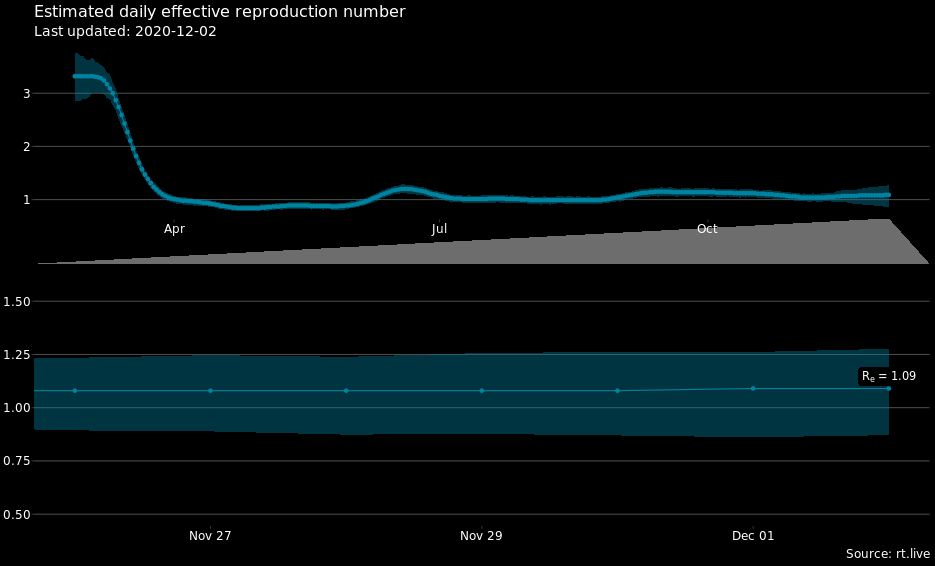 Estimated daily effective reproduction number
Last updated: 2020-12-02
3
2
1
Apr Jul Oct
1.50
1.25
Re = 1.09
1.00
0.75
0.50
Nov 27 Nov 29 Dec 01
Source: rt.live